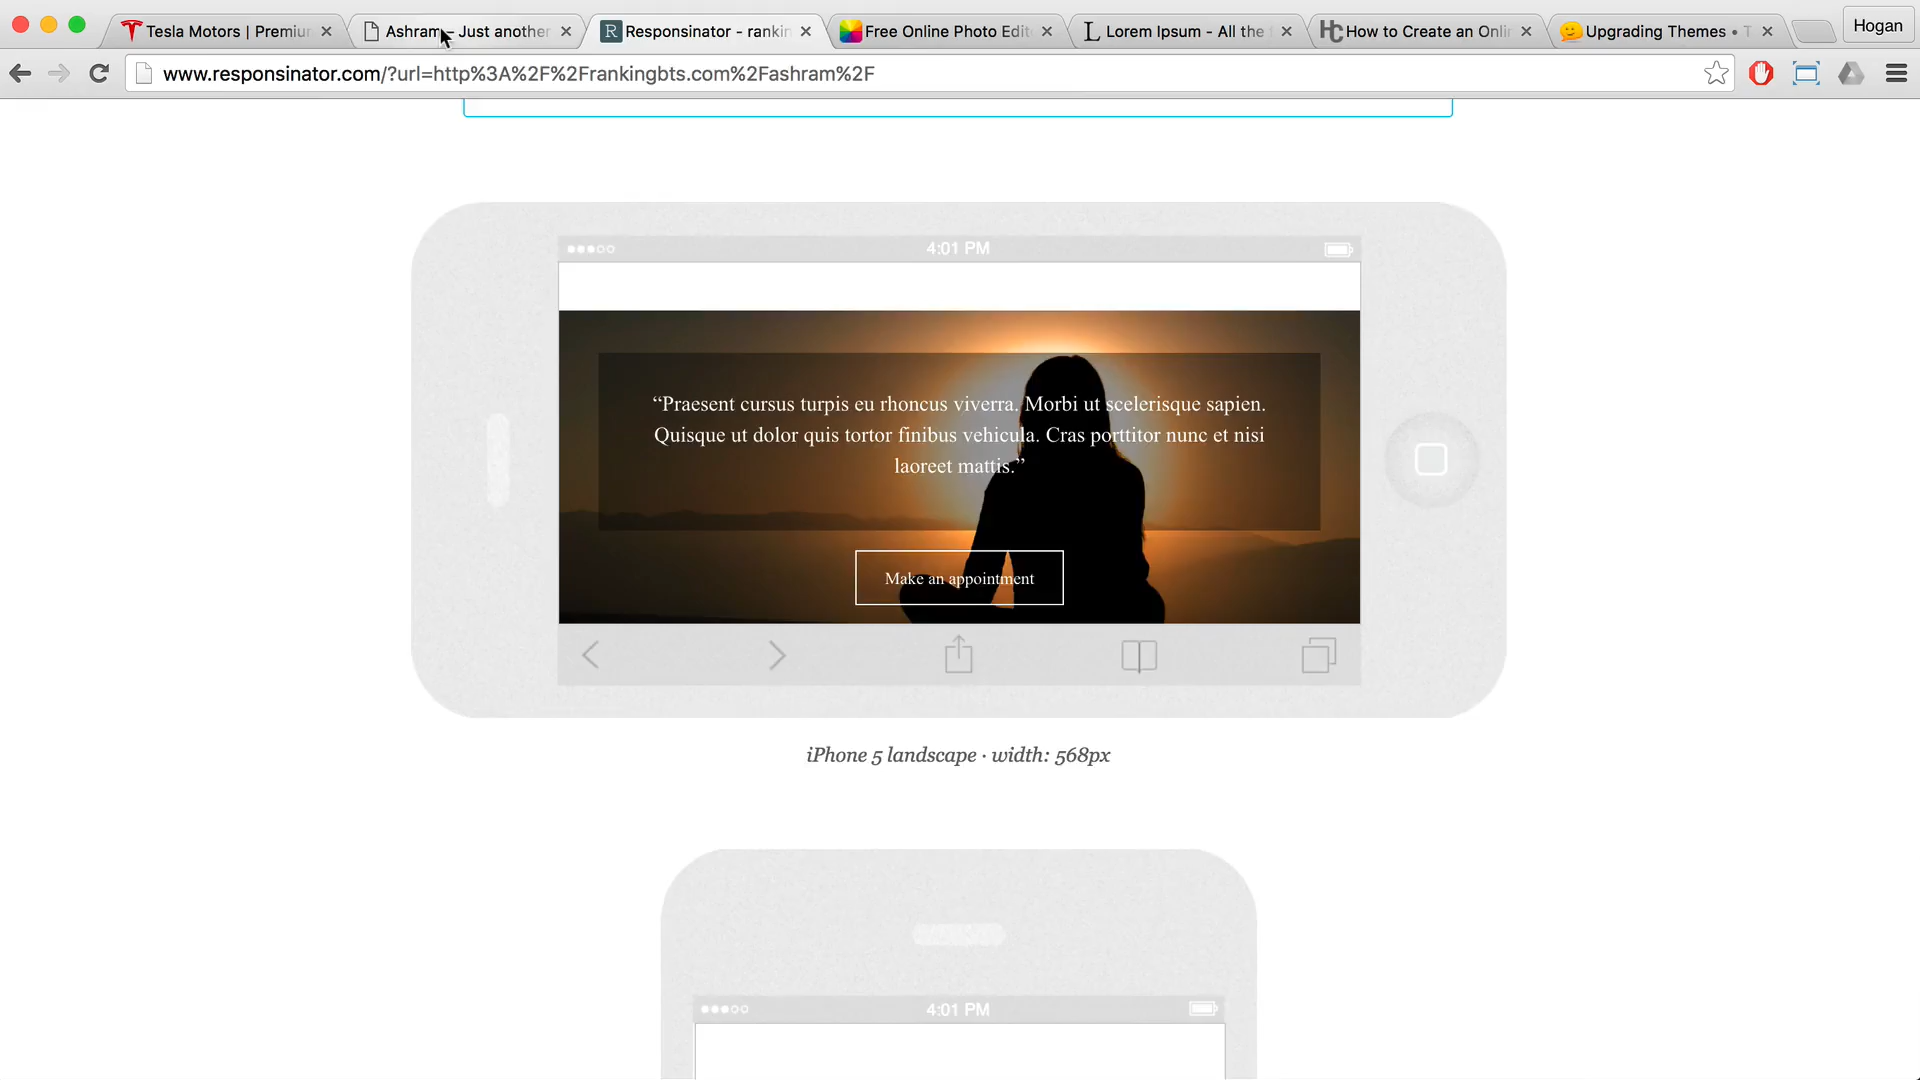 Tesla Motors | Premiu
Ashram – Just another
Responsinator - rankin
Free Online Photo Edit
Lorem Ipsum - All the
How to Create an Onli
Upgrading Themes • T
Hogan
www.responsinator.com/?url=http%3A%2F%2Frankingbts.com%2Fashram%2F
4:01 PM
“Praesent cursus turpis eu rhoncus viverra. Morbi ut scelerisque sapien.
Quisque ut dolor quis tortor finibus vehicula. Cras porttitor nunc et nisi
laoreet mattis.”
Make an appointment
iPhone 5 landscape · width: 568px
4:01 PM